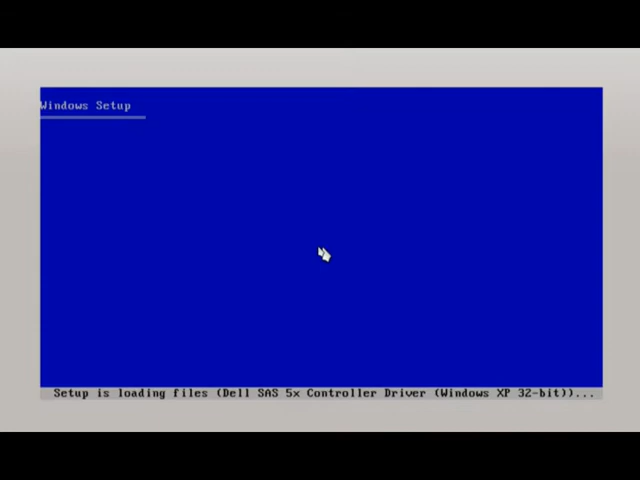 Windows Setup
Setup is loading files (Dell SAS 5x Controller Driver (Windows XP 32-bit))...